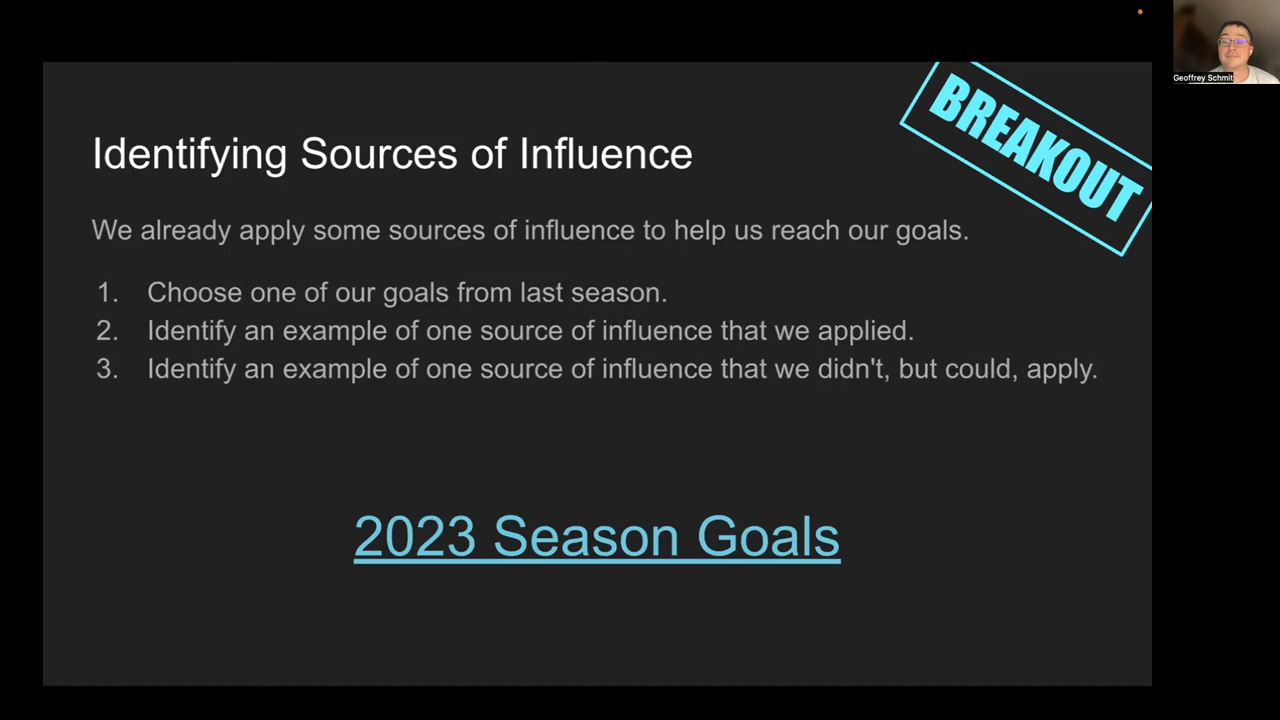 BREAKOUT
Geoffrey Schmit
Identifying Sources of Influence
We already apply some sources of influence to help us reach our goals.
1. Choose one of our goals from last season.
2. Identify an example of one source of influence that we applied.
3. Identify an example of one source of influence that we didn't, but could, apply.
2023 Season Goals